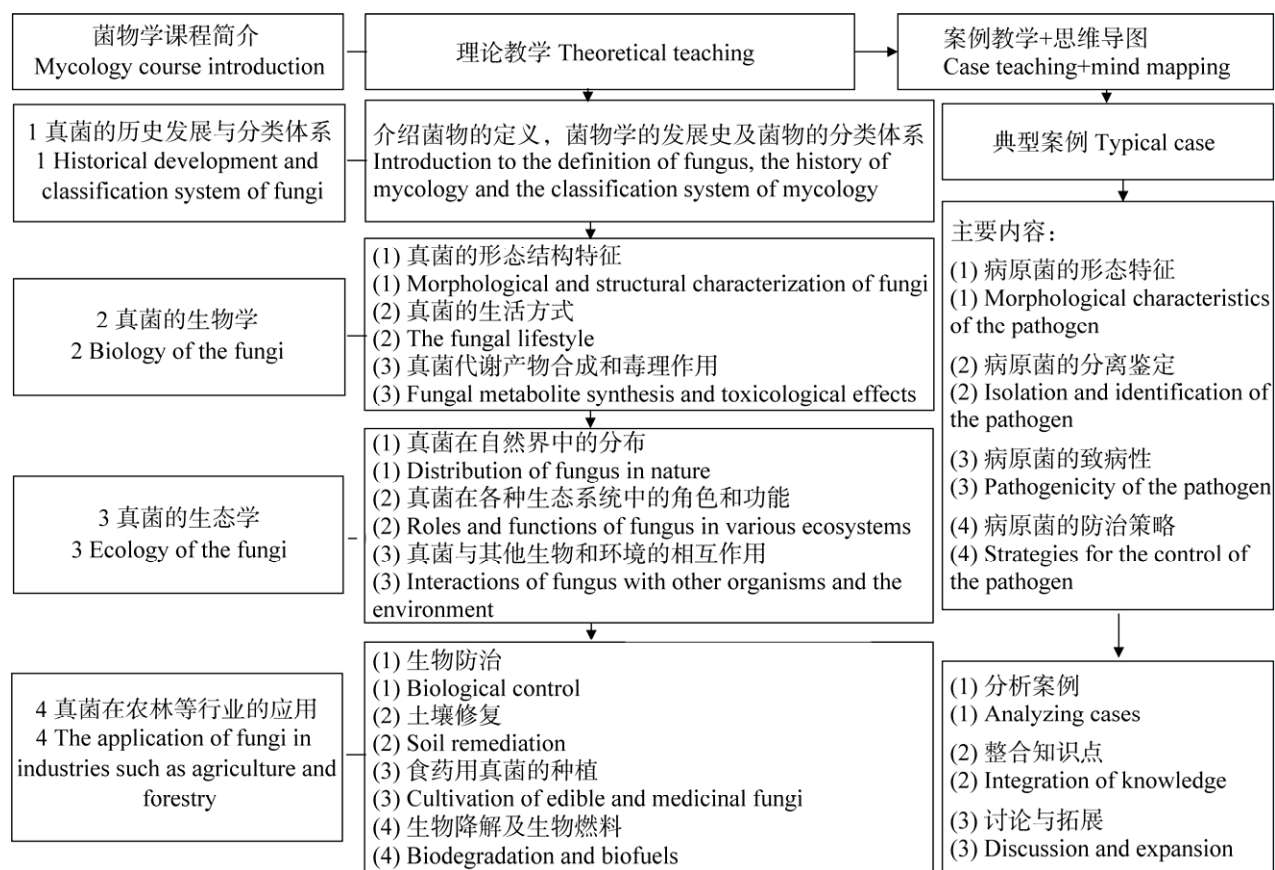 菌物学课程简介
Mycology course introduction
理论教学 Theoretical teaching
案例教学+思维导图
Case teaching+mind mapping
1 真菌的历史发展与分类体系
1 Historical development and
classification system of fungi
介绍菌物的定义，菌物学的发展史及菌物的分类体系
Introduction to the definition of fungus, the history of
mycology and the classification system of mycology
2 真菌的生物学
2 Biology of the fungi
(1) 真菌的形态结构特征
(1) Morphological and structural characterization of fungi
(2) 真菌的生活方式
(2) The fungal lifestyle
(3) 真菌代谢产物合成和毒理作用
(3) Fungal metabolite synthesis and toxicological effects
3 真菌的生态学
3 Ecology of the fungi
(1) 真菌在自然界中的分布
(1) Distribution of fungus in nature
(2) 真菌在各种生态系统中的角色和功能
(2) Roles and functions of fungus in various ecosystems
(3) 真菌与其他生物和环境的相互作用
(3) Interactions of fungus with other organisms and the
environment
4 真菌在农林等行业的应用
4 The application of fungi in
industries such as agriculture and
forestry
(1) 生物防治
(1) Biological control
(2) 土壤修复
(2) Soil remediation
(3) 食药用真菌的种植
(3) Cultivation of edible and medicinal fungi
(4) 生物降解及生物燃料
(4) Biodegradation and biofuels
典型案例 Typical case
主要内容：
(1) 病原菌的形态特征
(1) Morphological characteristics
of the pathogen
(2) 病原菌的分离鉴定
(2) Isolation and identification of
the pathogen
(3) 病原菌的致病性
(3) Pathogenicity of the pathogen
(4) 病原菌的防治策略
(4) Strategies for the control of
the pathogen
(1) 分析案例
(1) Analyzing cases
(2) 整合知识点
(2) Integration of knowledge
(3) 讨论与拓展
(3) Discussion and expansion